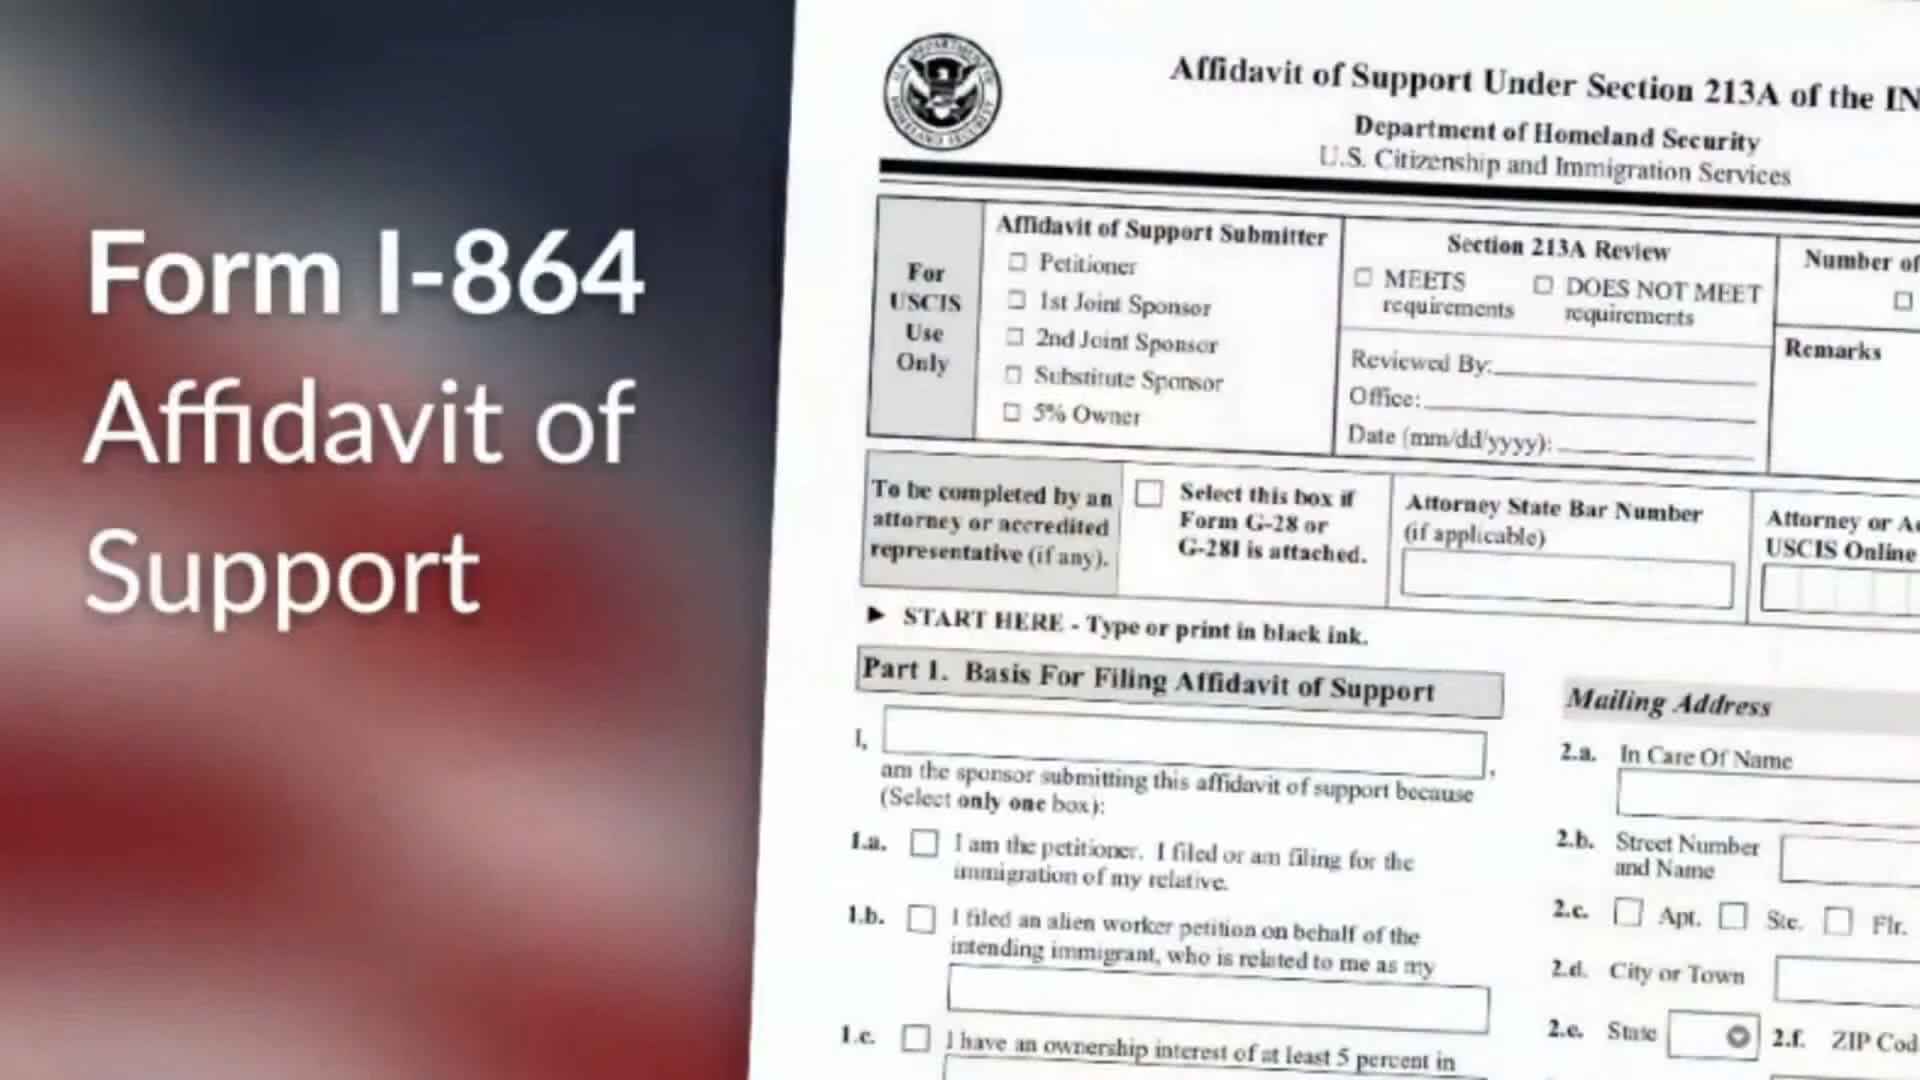 Form I-864
Affidavit of
Support
Affidavit of Support Under Section 213A of the IN
Department of Homeland Security
U.S. Citizenship and Immigration Services
For
USCIS
Use
Only
Affidavit of Support Submitter
Petitioner
1st Joint Sponsor
2nd Joint Sponsor
Substitute Sponsor
5% Owner
Section 213A Review
MEETS
requirements
DOES NOT MEET
requirements
Reviewed By:
Office:
Date (mm/dd/yyyy):
Number of
Remarks
To be completed by an
attorney or accredited
representative (if any).
Select this box if
Form G-28 or
G-28I is attached.
Attorney State Bar Number
(if applicable)
Attorney or Ac
USCIS Online
► START HERE - Type or print in black ink.
Part 1. Basis For Filing Affidavit of Support
I,
,
am the sponsor submitting this affidavit of support because
(Select only one box):
1.a. I am the petitioner. I filed or am filing for the
immigration of my relative.
1.b. I filed an alien worker petition on behalf of the
intending immigrant, who is related to me as my
1.c. I have an ownership interest of at least 5 percent in
Mailing Address
2.a. In Care Of Name
2.b. Street Number
and Name
2.c. Apt. Ste. Flr.
2.d. City or Town
2.e. State 2.f. ZIP Cod